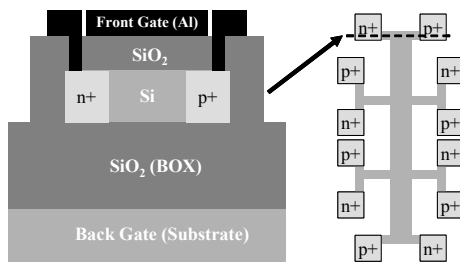 Front Gate (Al)
SiO2
n+ Si p+
SiO2 (BOX)
Back Gate (Substrate)
n+ p+
p+ n+
n+ p+
p+ n+
n+ p+
p+ n+